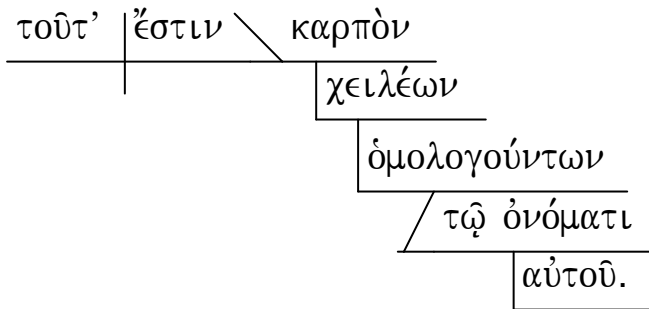 τοῦτ’ ἔστιν καρπὸν
χειλέων
ὁμολογούντων
τῷ ὀνόματι
αὐτοῦ.